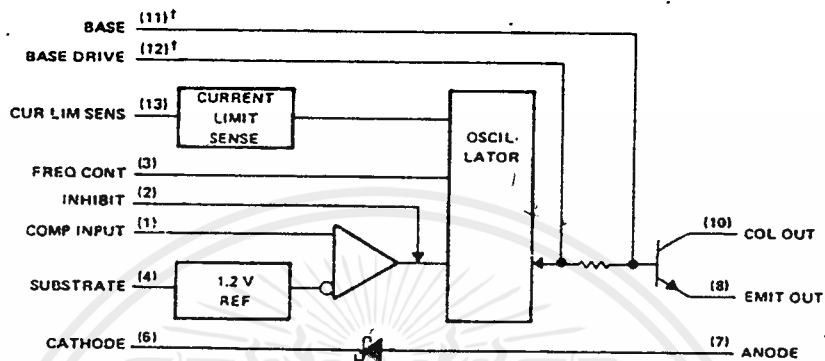 BASE (11)†
BASE DRIVE (12)†
CUR LIM SENS (13)
CURRENT
LIMIT
SENSE
OSCIL-
LATOR
FREQ CONT (3)
INHIBIT (2)
COMP INPUT (1)
(10) COL OUT
SUBSTRATE (4)
1.2 V
REF
(8) EMIT OUT
CATHODE (6)
(7) ANODE